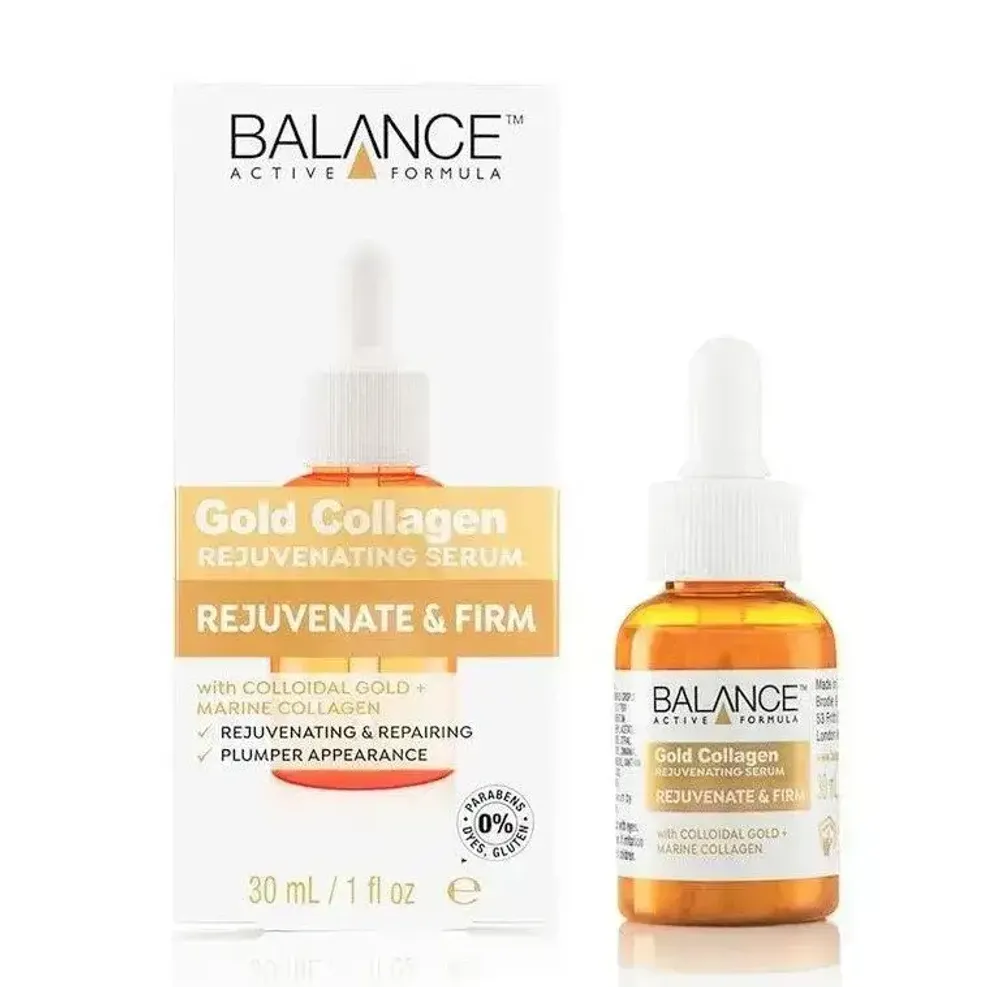 BALANCE™
ACTIVE FORMULA
Gold Collagen
REJUVENATING SERUM
REJUVENATE & FIRM
with COLLOIDAL GOLD +
MARINE COLLAGEN
✓ REJUVENATING & REPAIRING
✓ PLUMPER APPEARANCE
PARABENS
0%
DYES, GLUTEN
30 mL / 1 fl oz ℮
BALANCE™
ACTIVE FORMULA
Gold Collagen
REJUVENATING SERUM
REJUVENATE & FIRM
with COLLOIDAL GOLD +
MARINE COLLAGEN
Made in
53
London